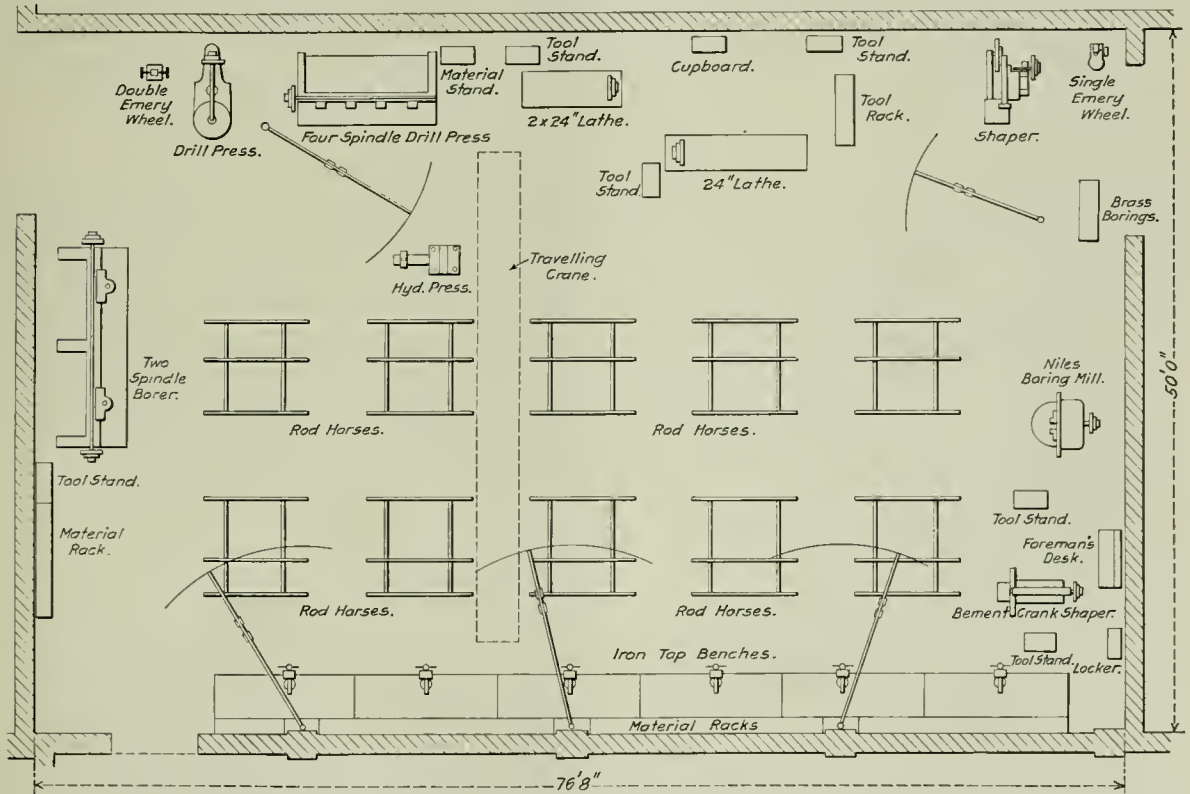 Double
Emery
Wheel.
Drill Press.
Four Spindle Drill Press
Material
Stand.
Tool
Stand.
2x24" Lathe.
Cupboard.
Tool
Stand.
Tool
Rack.
Shaper.
Single
Emery
Wheel.
Tool
Stand.
24" Lathe.
Brass
Borings.
Hyd. Press.
Travelling
Crane.
Two
Spindle
Borer.
Niles
Boring Mill.
50'0"
Rod Horses.
Rod Horses.
Tool Stand.
Material
Rack.
Tool Stand.
Foreman's
Desk.
Rod Horses.
Rod Horses.
Bement Crank Shaper.
Iron Top Benches.
Tool Stand.
Locker.
Material Racks
76'8"